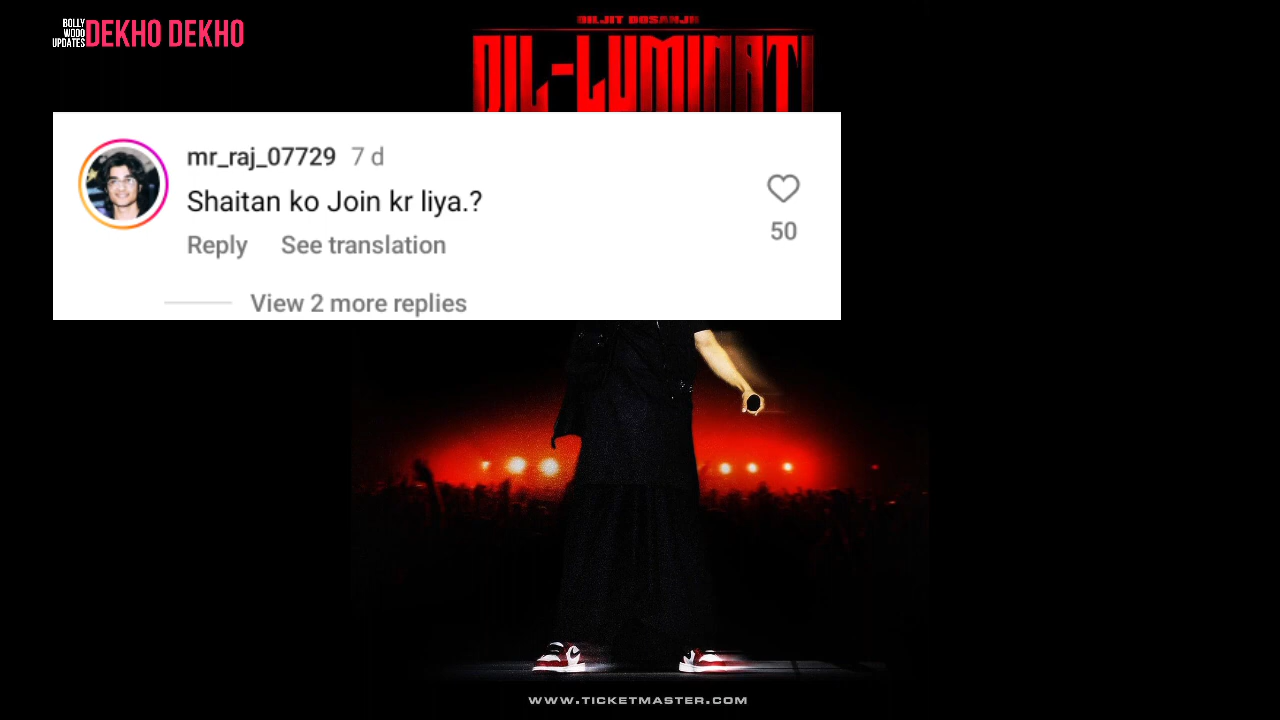 BOLLY
WOOD
UPDATES
DEKHO DEKHO
DILJIT DOSANJH
DIL-LUMINATI
mr_raj_07729 7 d
Shaitan ko Join kr liya.?
50
Reply See translation
View 2 more replies
WWW.TICKETMASTER.COM